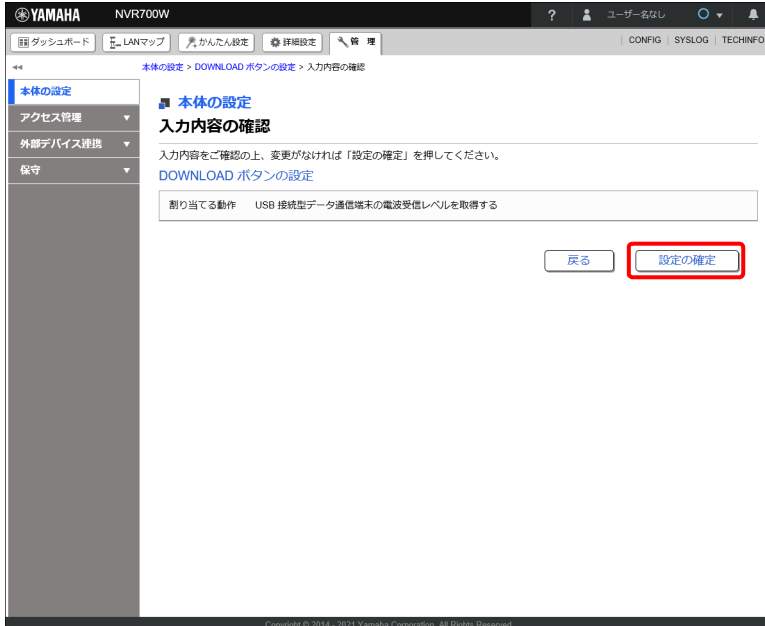 YAMAHA NVR700W ? ユーザー名なし
ダッシュボード LANマップ かんたん設定 詳細設定 管 理 CONFIG SYSLOG TECHINFO
本体の設定 > DOWNLOAD ボタンの設定 > 入力内容の確認
本体の設定
アクセス管理
外部デバイス連携
保守
本体の設定
入力内容の確認
入力内容をご確認の上、変更がなければ「設定の確定」を押してください。
DOWNLOAD ボタンの設定
割り当てる動作 USB 接続型データ通信端末の電波受信レベルを取得する
戻る 設定の確定
Copyright © 2014 - 2021 Yamaha Corporation. All Rights Reserved.